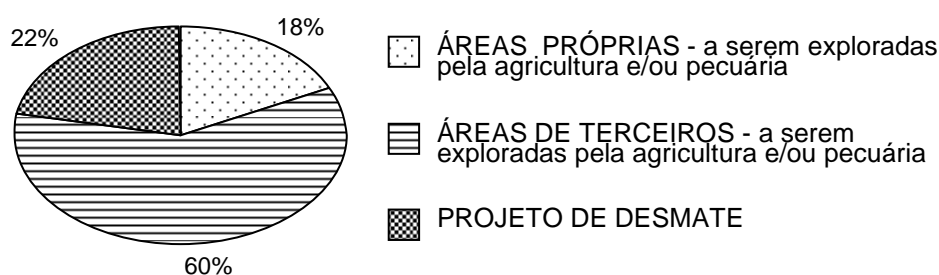 22%
18%
60%
ÁREAS PRÓPRIAS - a serem exploradas
pela agricultura e/ou pecuária
ÁREAS DE TERCEIROS - a serem
exploradas pela agricultura e/ou pecuária
PROJETO DE DESMATE